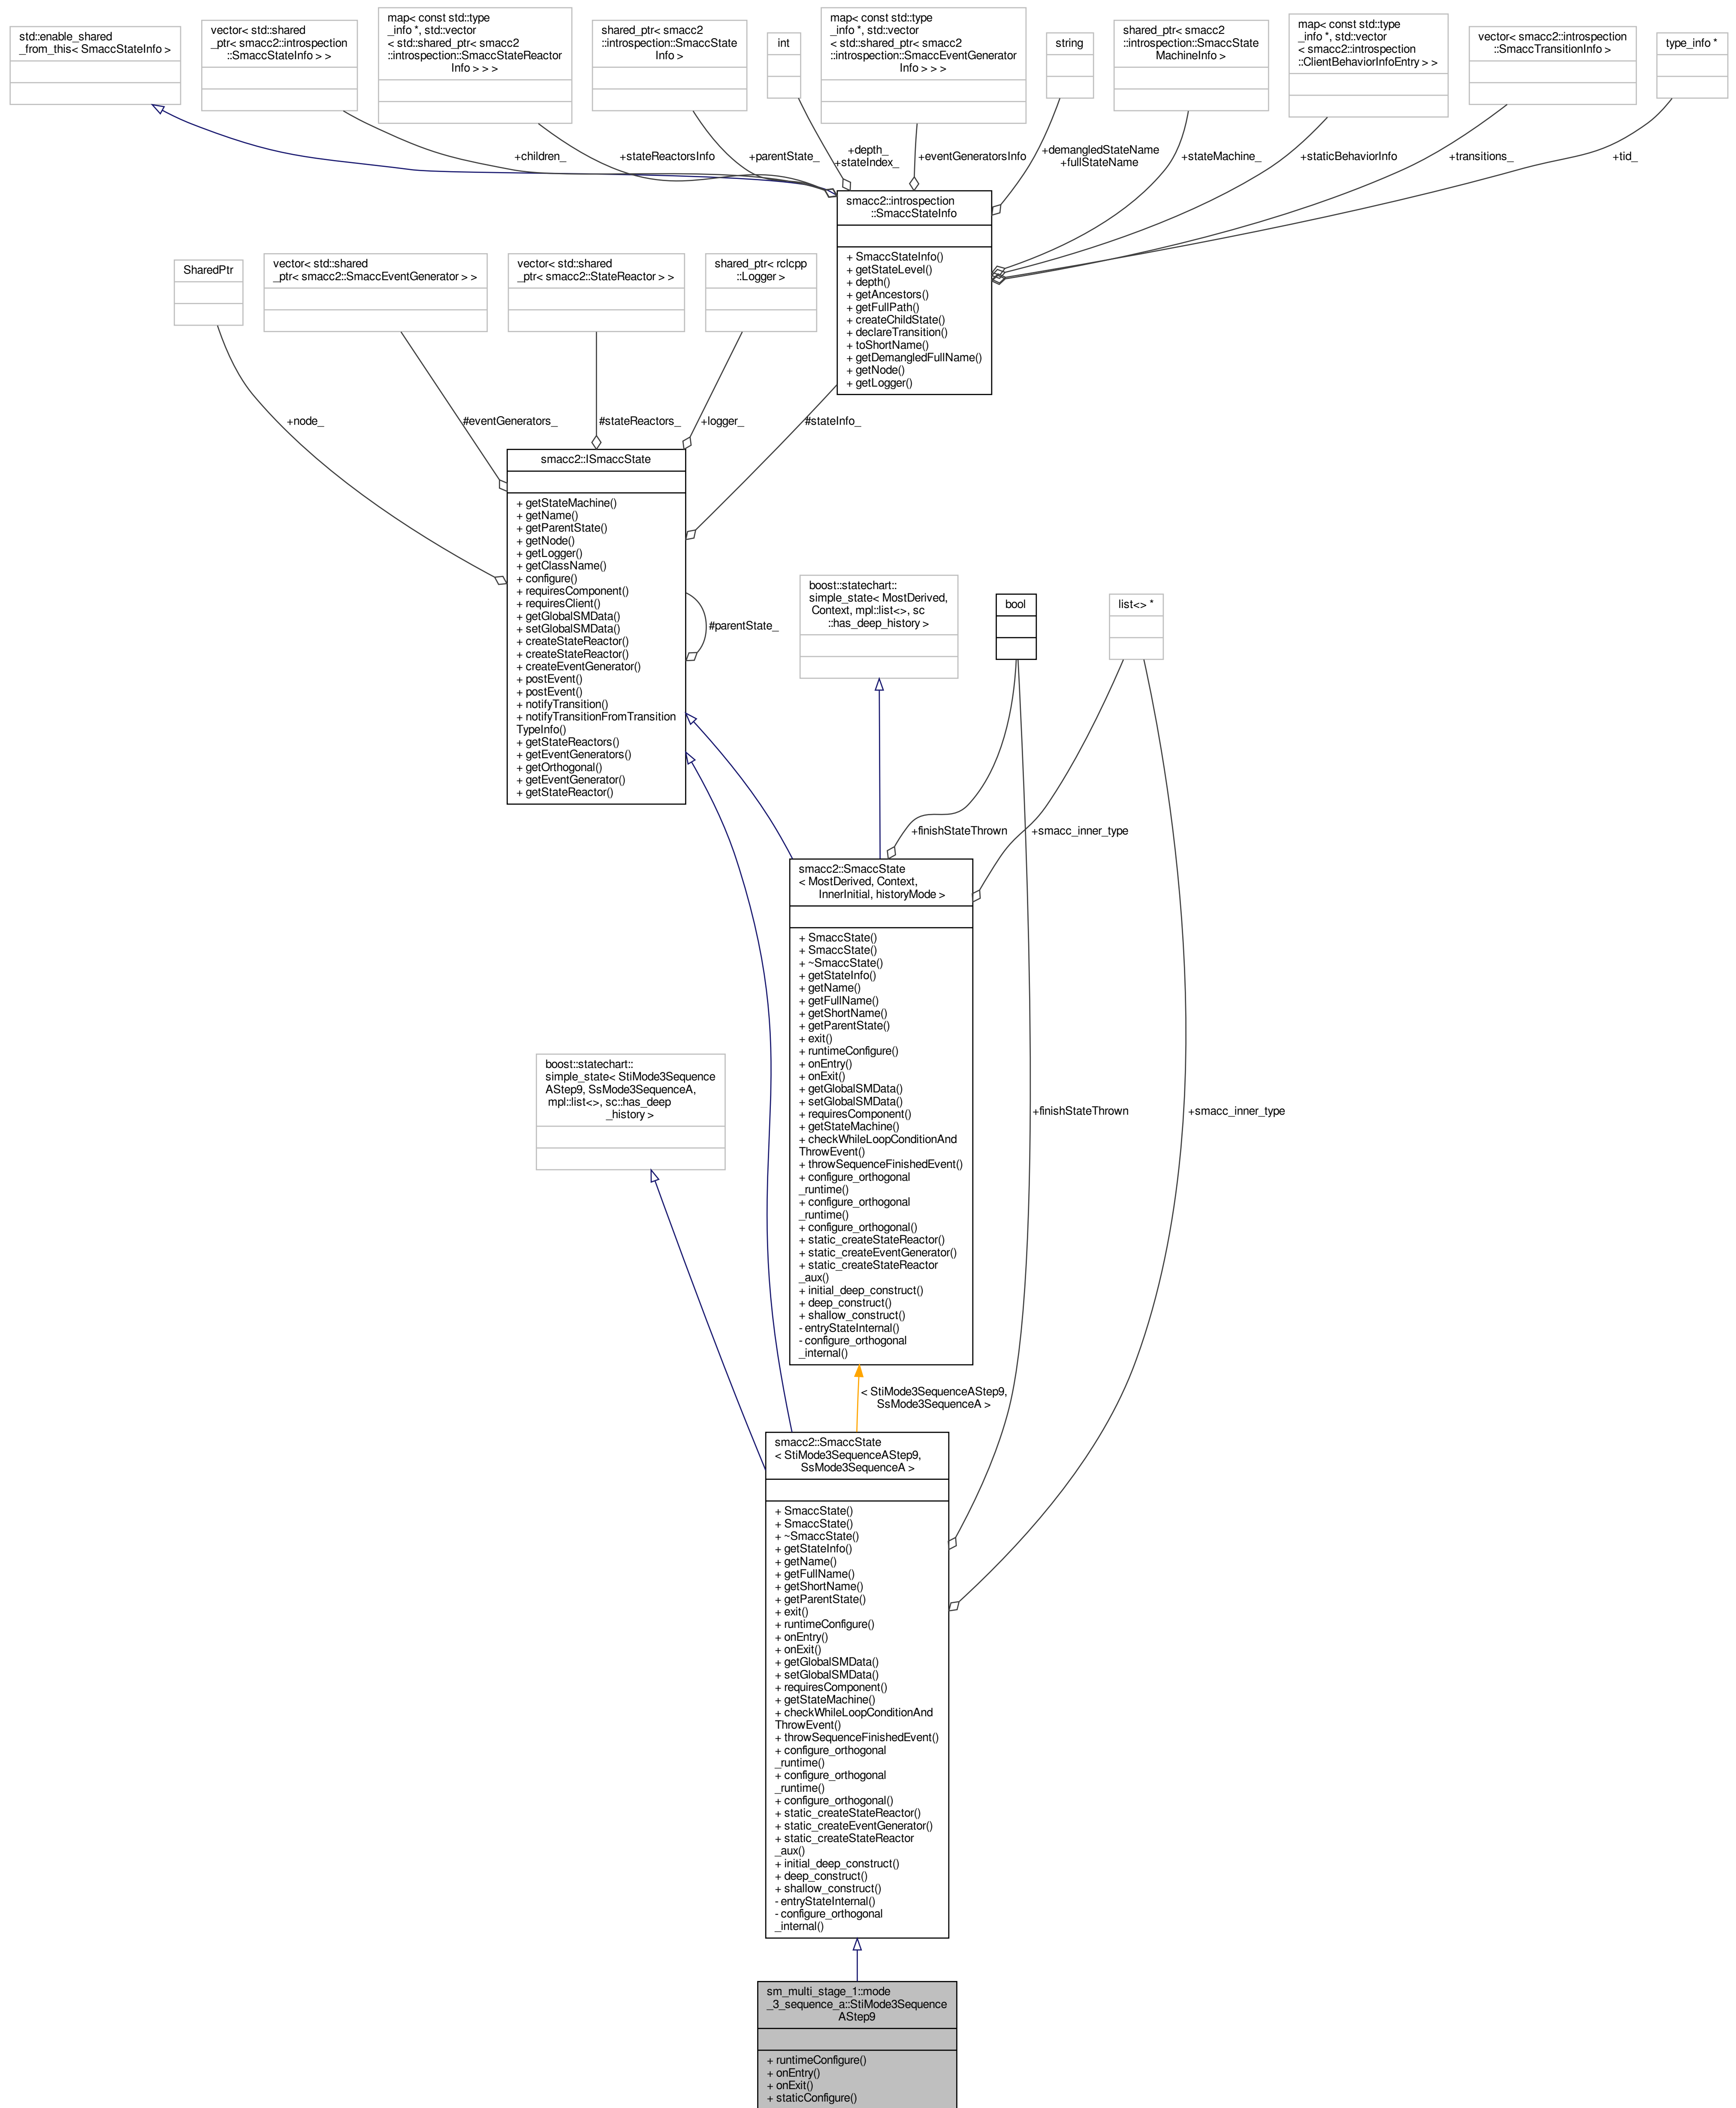 std::enable_shared
_from_this< SmaccStateInfo >
vector< std::shared
_ptr< smacc2::introspection
::SmaccStateInfo > >
map< const std::type
_info *, std::vector
< std::shared_ptr< smacc2
::introspection::SmaccStateReactor
Info > > >
shared_ptr< smacc2
::introspection::SmaccState
Info >
int
map< const std::type
_info *, std::vector
< std::shared_ptr< smacc2
::introspection::SmaccEventGenerator
Info > > >
string
shared_ptr< smacc2
::introspection::SmaccState
MachineInfo >
map< const std::type
_info *, std::vector
< smacc2::introspection
::ClientBehaviorInfoEntry > >
vector< smacc2::introspection
::SmaccTransitionInfo >
type_info *
+children_
+stateReactorsInfo
+parentState_
+depth_
+stateIndex_
+eventGeneratorsInfo
+demangledStateName
+fullStateName
+stateMachine_
+staticBehaviorInfo
+transitions_
+tid_
smacc2::introspection
::SmaccStateInfo
+ SmaccStateInfo()
+ getStateLevel()
+ depth()
+ getAncestors()
+ getFullPath()
+ createChildState()
+ declareTransition()
+ toShortName()
+ getDemangledFullName()
+ getNode()
+ getLogger()
SharedPtr
vector< std::shared
_ptr< smacc2::SmaccEventGenerator > >
vector< std::shared
_ptr< smacc2::StateReactor > >
shared_ptr< rclcpp
::Logger >
+node_
#eventGenerators_
#stateReactors_
+logger_
#stateInfo_
smacc2::ISmaccState
+ getStateMachine()
+ getName()
+ getParentState()
+ getNode()
+ getLogger()
+ getClassName()
+ configure()
+ requiresComponent()
+ requiresClient()
+ getGlobalSMData()
+ setGlobalSMData()
+ createStateReactor()
+ createStateReactor()
+ createEventGenerator()
+ postEvent()
+ postEvent()
+ notifyTransition()
+ notifyTransitionFromTransition
TypeInfo()
+ getStateReactors()
+ getEventGenerators()
+ getOrthogonal()
+ getEventGenerator()
+ getStateReactor()
#parentState_
boost::statechart::
simple_state< MostDerived,
Context, mpl::list<>, sc
::has_deep_history >
bool
list<> *
+finishStateThrown
+smacc_inner_type
smacc2::SmaccState
< MostDerived, Context,
InnerInitial, historyMode >
+ SmaccState()
+ SmaccState()
+ ~SmaccState()
+ getStateInfo()
+ getName()
+ getFullName()
+ getShortName()
+ getParentState()
+ exit()
+ runtimeConfigure()
+ onEntry()
+ onExit()
+ getGlobalSMData()
+ setGlobalSMData()
+ requiresComponent()
+ getStateMachine()
+ checkWhileLoopConditionAnd
ThrowEvent()
+ throwSequenceFinishedEvent()
+ configure_orthogonal
_runtime()
+ configure_orthogonal
_runtime()
+ configure_orthogonal()
+ static_createStateReactor()
+ static_createEventGenerator()
+ static_createStateReactor
_aux()
+ initial_deep_construct()
+ deep_construct()
+ shallow_construct()
- entryStateInternal()
- configure_orthogonal
_internal()
boost::statechart::
simple_state< StiMode3Sequence
AStep9, SsMode3SequenceA,
mpl::list<>, sc::has_deep
_history >
+finishStateThrown
+smacc_inner_type
< StiMode3SequenceAStep9,
SsMode3SequenceA >
smacc2::SmaccState
< StiMode3SequenceAStep9,
SsMode3SequenceA >
+ SmaccState()
+ SmaccState()
+ ~SmaccState()
+ getStateInfo()
+ getName()
+ getFullName()
+ getShortName()
+ getParentState()
+ exit()
+ runtimeConfigure()
+ onEntry()
+ onExit()
+ getGlobalSMData()
+ setGlobalSMData()
+ requiresComponent()
+ getStateMachine()
+ checkWhileLoopConditionAnd
ThrowEvent()
+ throwSequenceFinishedEvent()
+ configure_orthogonal
_runtime()
+ configure_orthogonal
_runtime()
+ configure_orthogonal()
+ static_createStateReactor()
+ static_createEventGenerator()
+ static_createStateReactor
_aux()
+ initial_deep_construct()
+ deep_construct()
+ shallow_construct()
- entryStateInternal()
- configure_orthogonal
_internal()
sm_multi_stage_1::mode
_3_sequence_a::StiMode3Sequence
AStep9
+ runtimeConfigure()
+ onEntry()
+ onExit()
+ staticConfigure()